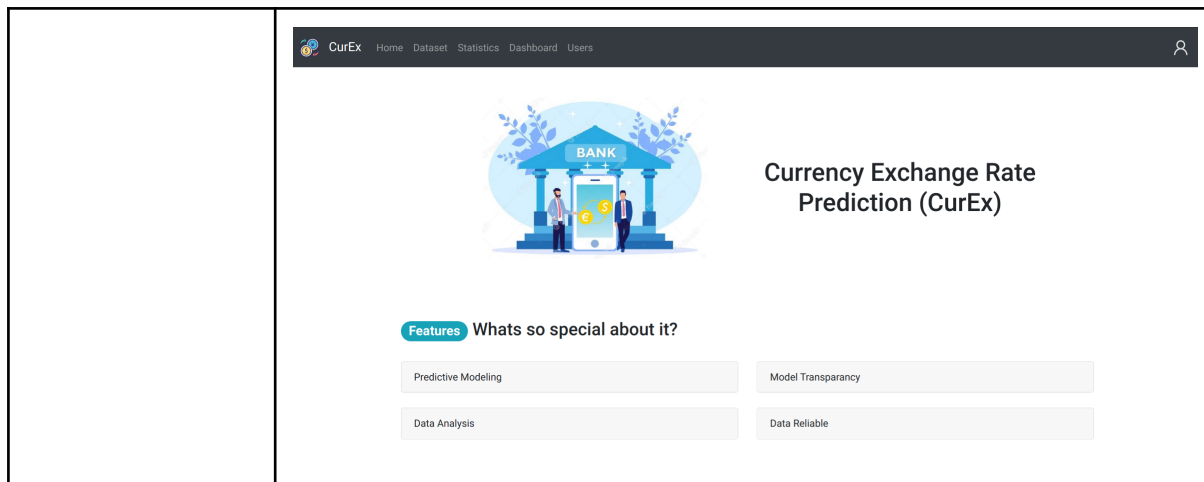 CurEx Home Dataset Statistics Dashboard Users
BANK
€ $
Currency Exchange Rate
Prediction (CurEx)
Features Whats so special about it?
Predictive Modeling
Model Transparancy
Data Analysis
Data Reliable